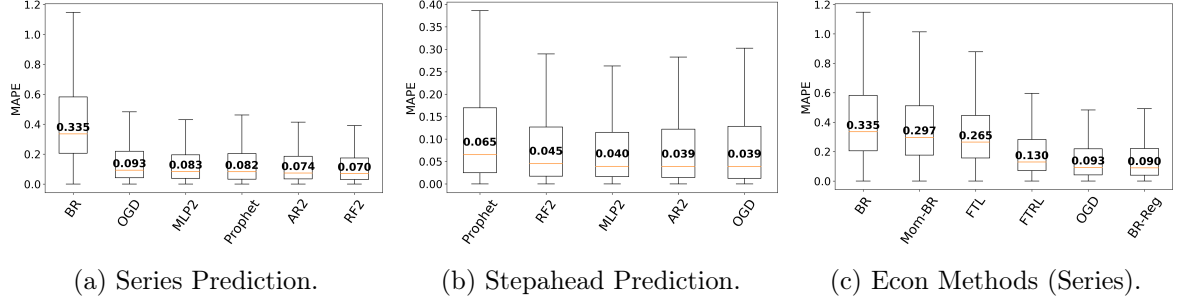 1.2
1.0
0.8
0.6
0.4
0.2
0.0
MAPE
0.335
0.093
0.083
0.082
0.074
0.070
BR
OGD
MLP2
Prophet
AR2
RF2
(a) Series Prediction.
0.40
0.35
0.30
0.25
0.20
0.15
0.10
0.05
0.00
MAPE
0.065
0.045
0.040
0.039
0.039
Prophet
RF2
MLP2
AR2
OGD
(b) Stepahead Prediction.
1.2
1.0
0.8
0.6
0.4
0.2
0.0
MAPE
0.335
0.297
0.265
0.130
0.093
0.090
BR
Mom-BR
FTL
FTRL
OGD
BR-Reg
(c) Econ Methods (Series).